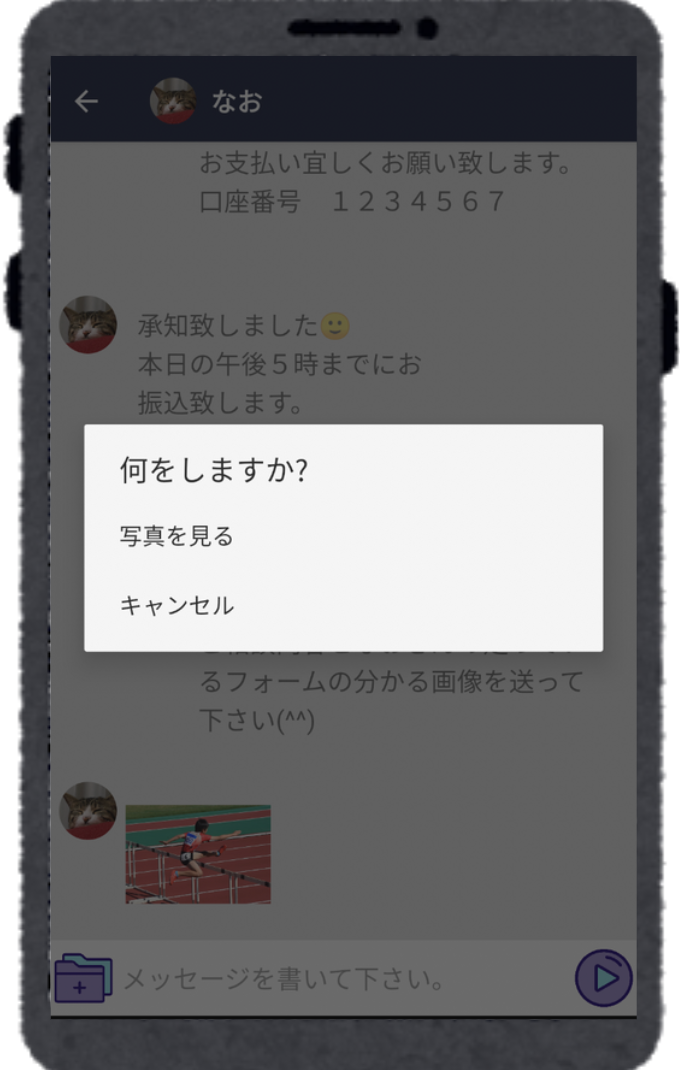 なお
お支払い宜しくお願い致します。
口座番号　１２３４５６７
承知致しました🙂
本日の午後５時までにお
振込致します。
何をしますか?
写真を見る
キャンセル
るフォームの分かる画像を送って
下さい(^^)
メッセージを書いて下さい。